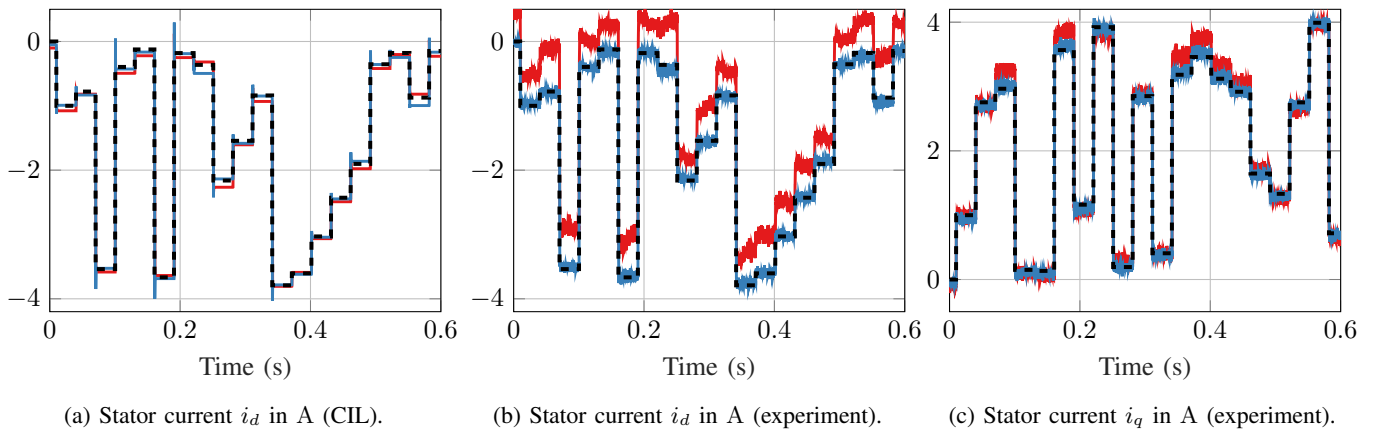 0
−2
−4
0 0.2 0.4 0.6
Time (s)
(a) Stator current i_d in A (CIL).
0
−2
−4
0 0.2 0.4 0.6
Time (s)
(b) Stator current i_d in A (experiment).
4
2
0
0 0.2 0.4 0.6
Time (s)
(c) Stator current i_q in A (experiment).